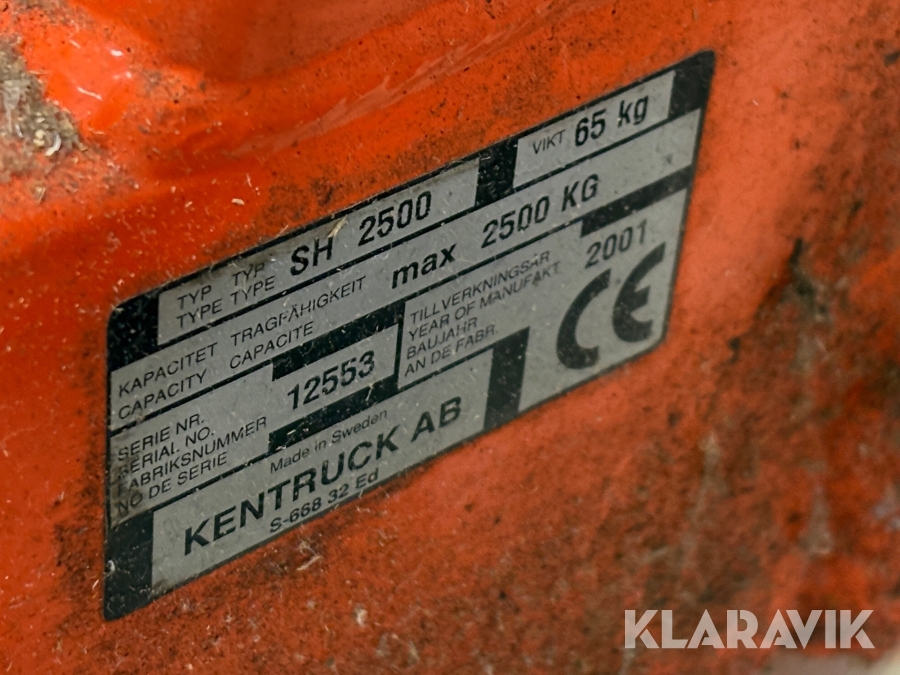 TYP TYP
TYPE TYPE
SH 2500
VIKT 65 kg
KAPACITET TRAGFÄHIGKEIT
CAPACITY CAPACITE
max 2500 KG
SERIE NR.
SERIAL NO.
FABRIKSNUMMER
NO DE SERIE
12553
TILLVERKNINGSÅR
YEAR OF MANUFAKT.
BAUJAHR
AN DE FABR.
2001
CE
Made in Sweden
KENTRUCK AB
S-668 32 Ed
KLARAVIK